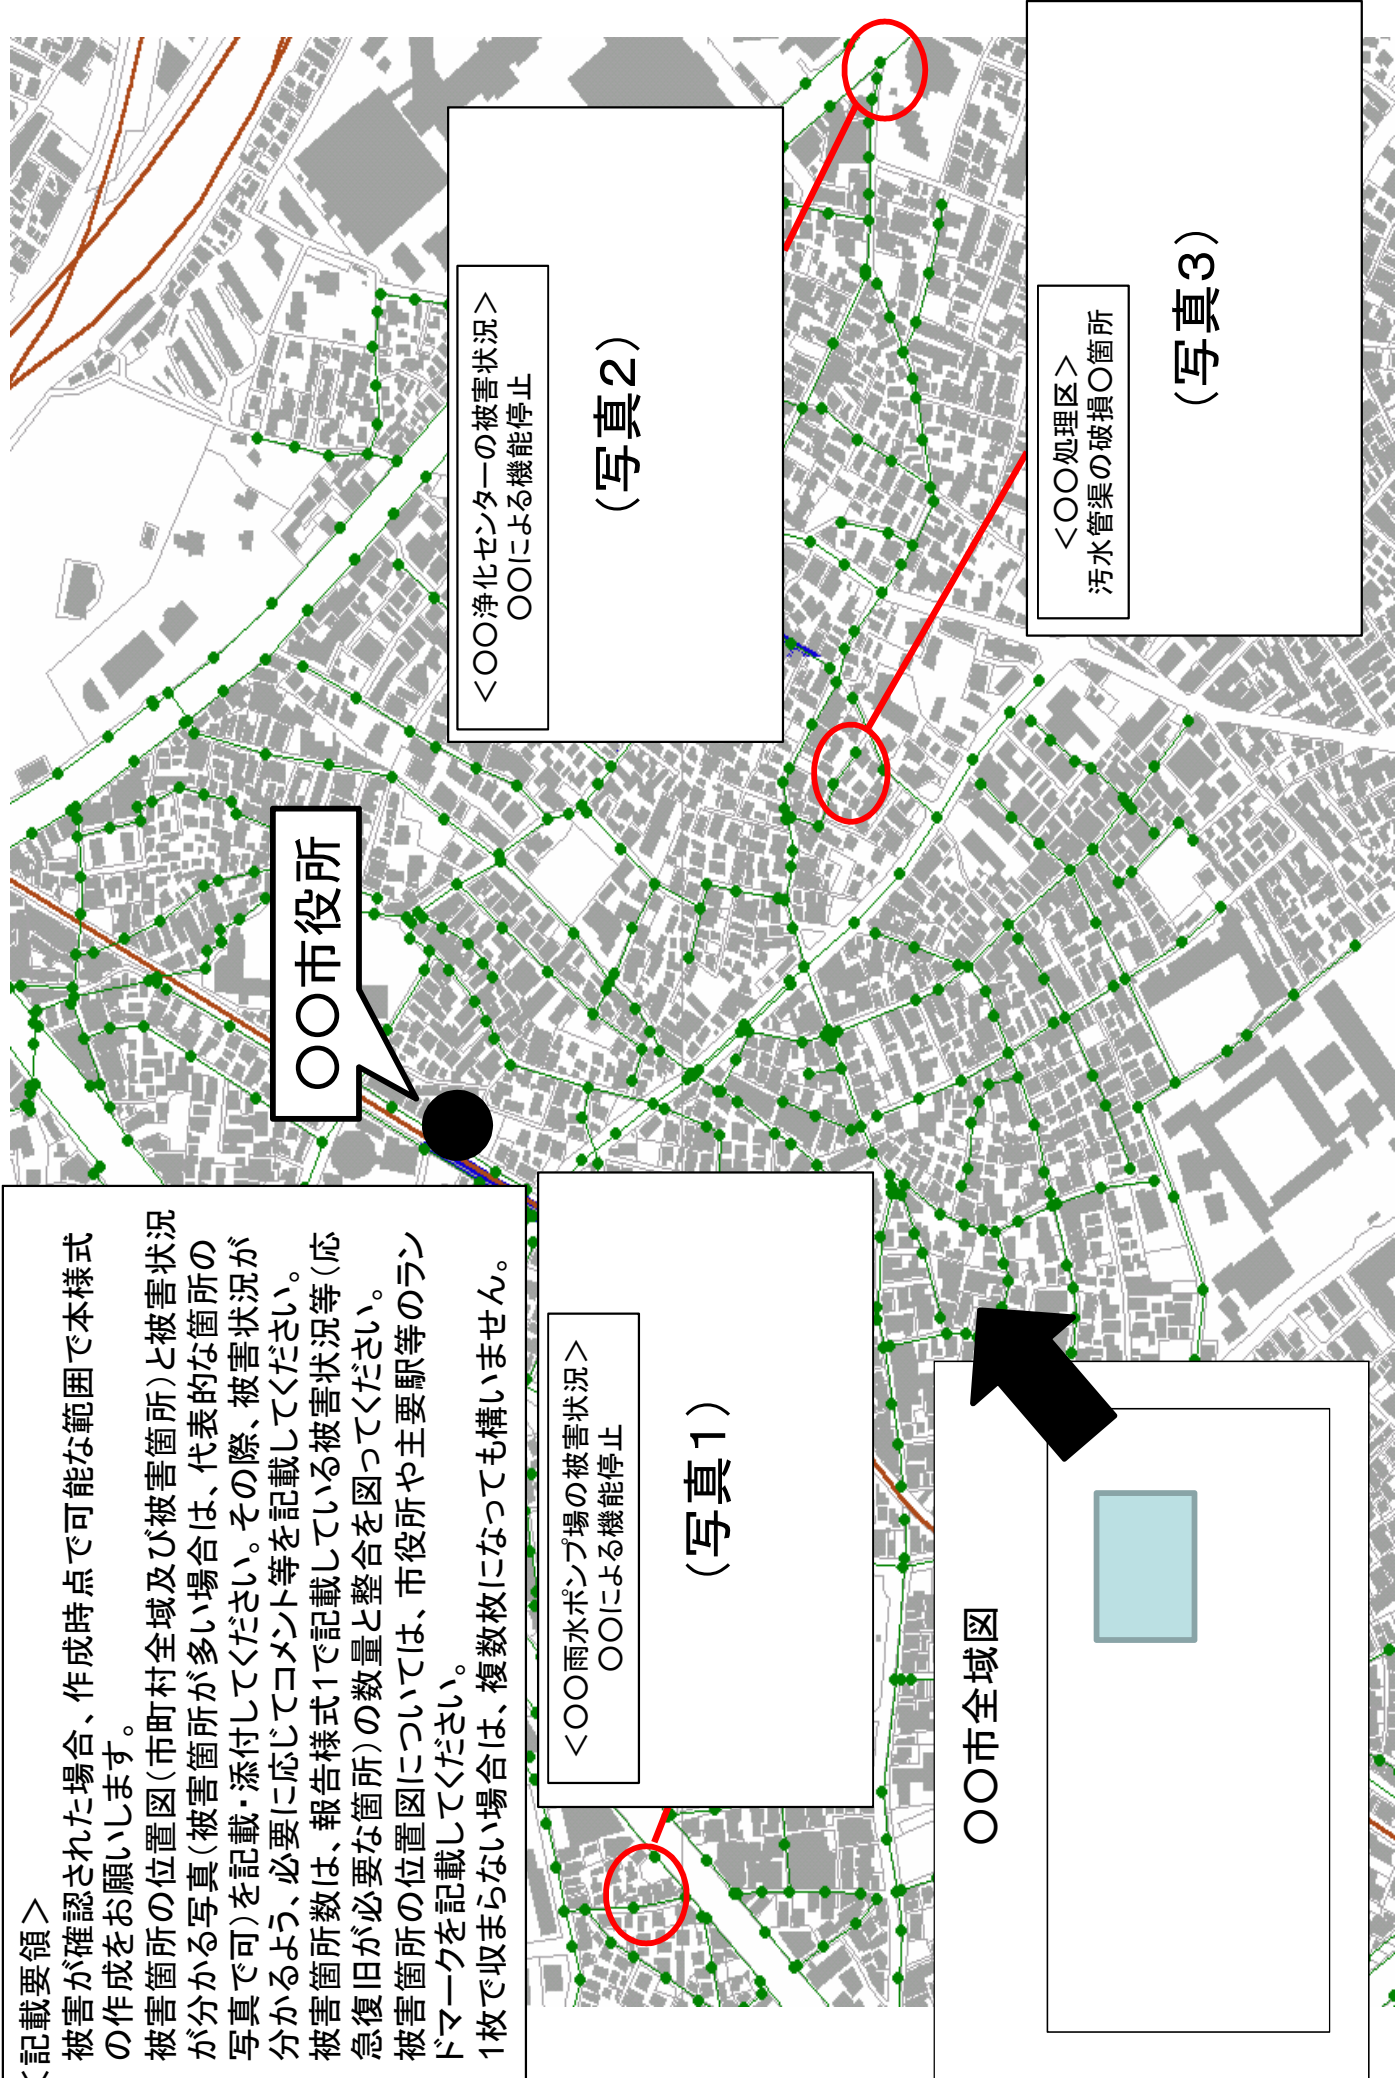 <記載要領>
被害が確認された場合、作成時点で可能な範囲で本様式
の作成をお願いします。
被害箇所の位置図(市町村全域及び被害箇所)と被害状況
が分かる写真(被害箇所が多い場合は、代表的な箇所の
写真で可)を記載・添付してください。その際、被害状況が
分かるよう、必要に応じてコメント等を記載してください。
被害箇所数は、報告様式1で記載している被害状況等(応
急復旧が必要な箇所)の数量と整合を図ってください。
被害箇所の位置図については、市役所や主要駅等のラン
ドマークを記載してください。
1枚で収まらない場合は、複数枚になっても構いません。
〇〇市役所
<〇〇浄化センターの被害状況>
〇〇による機能停止
(写真2)
<〇〇雨水ポンプ場の被害状況>
〇〇による機能停止
(写真1)
<〇〇処理区>
汚水管渠の破損〇箇所
(写真3)
〇〇市全域図